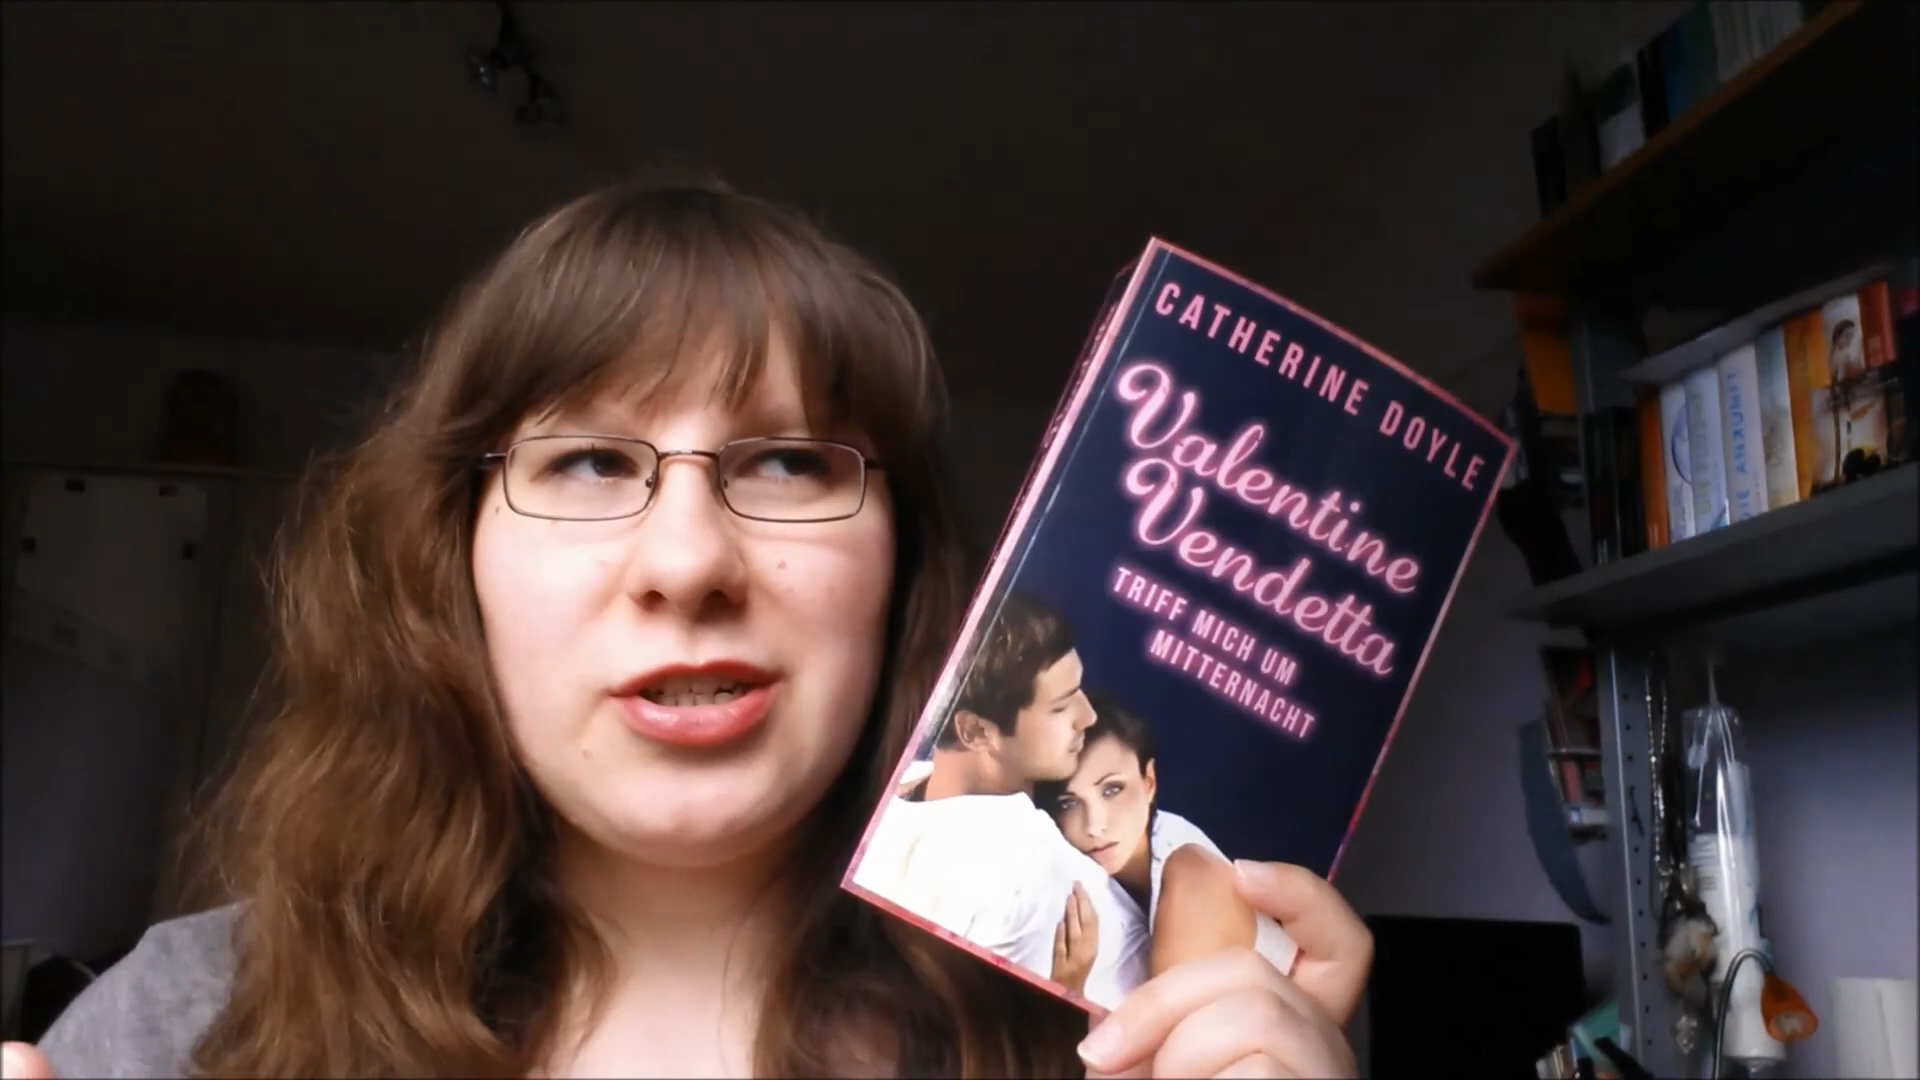 CATHERINE DOYLE
Valentine
Vendetta
TRIFF MICH UM
MITTERNACHT